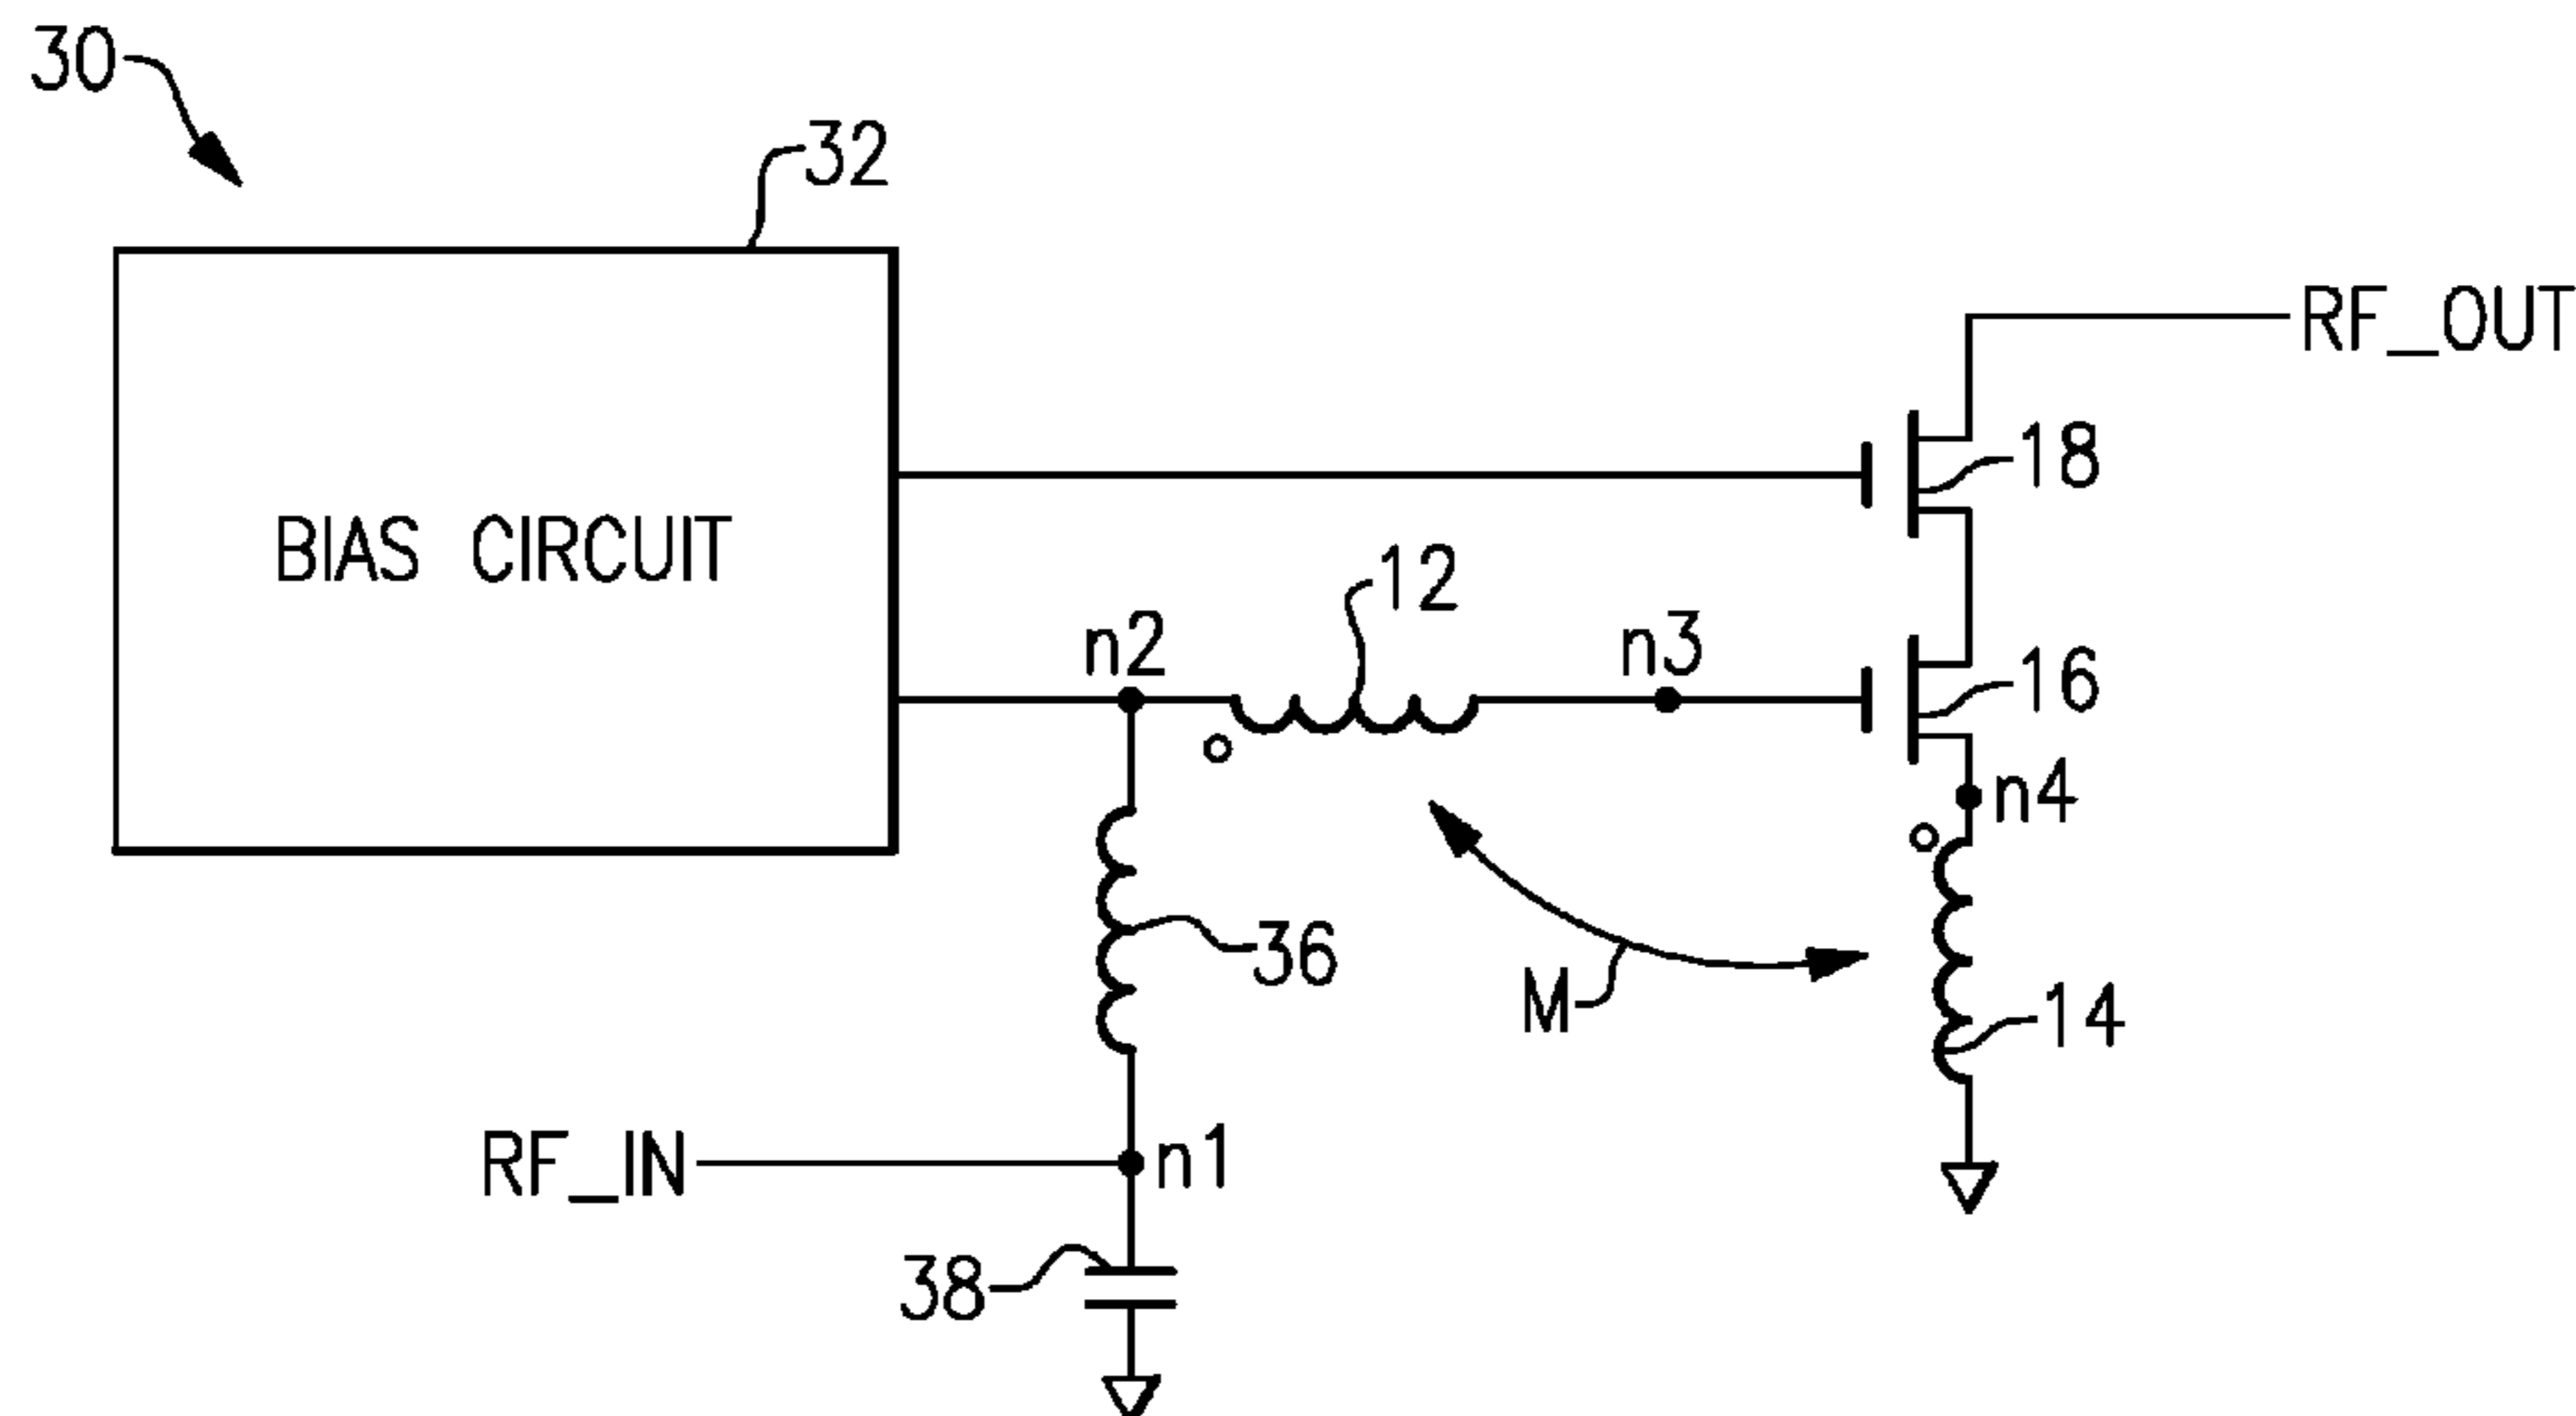 30
32
RF_OUT
18
BIAS CIRCUIT
12
n2
n3
16
n4
36
M
14
RF_IN
n1
38